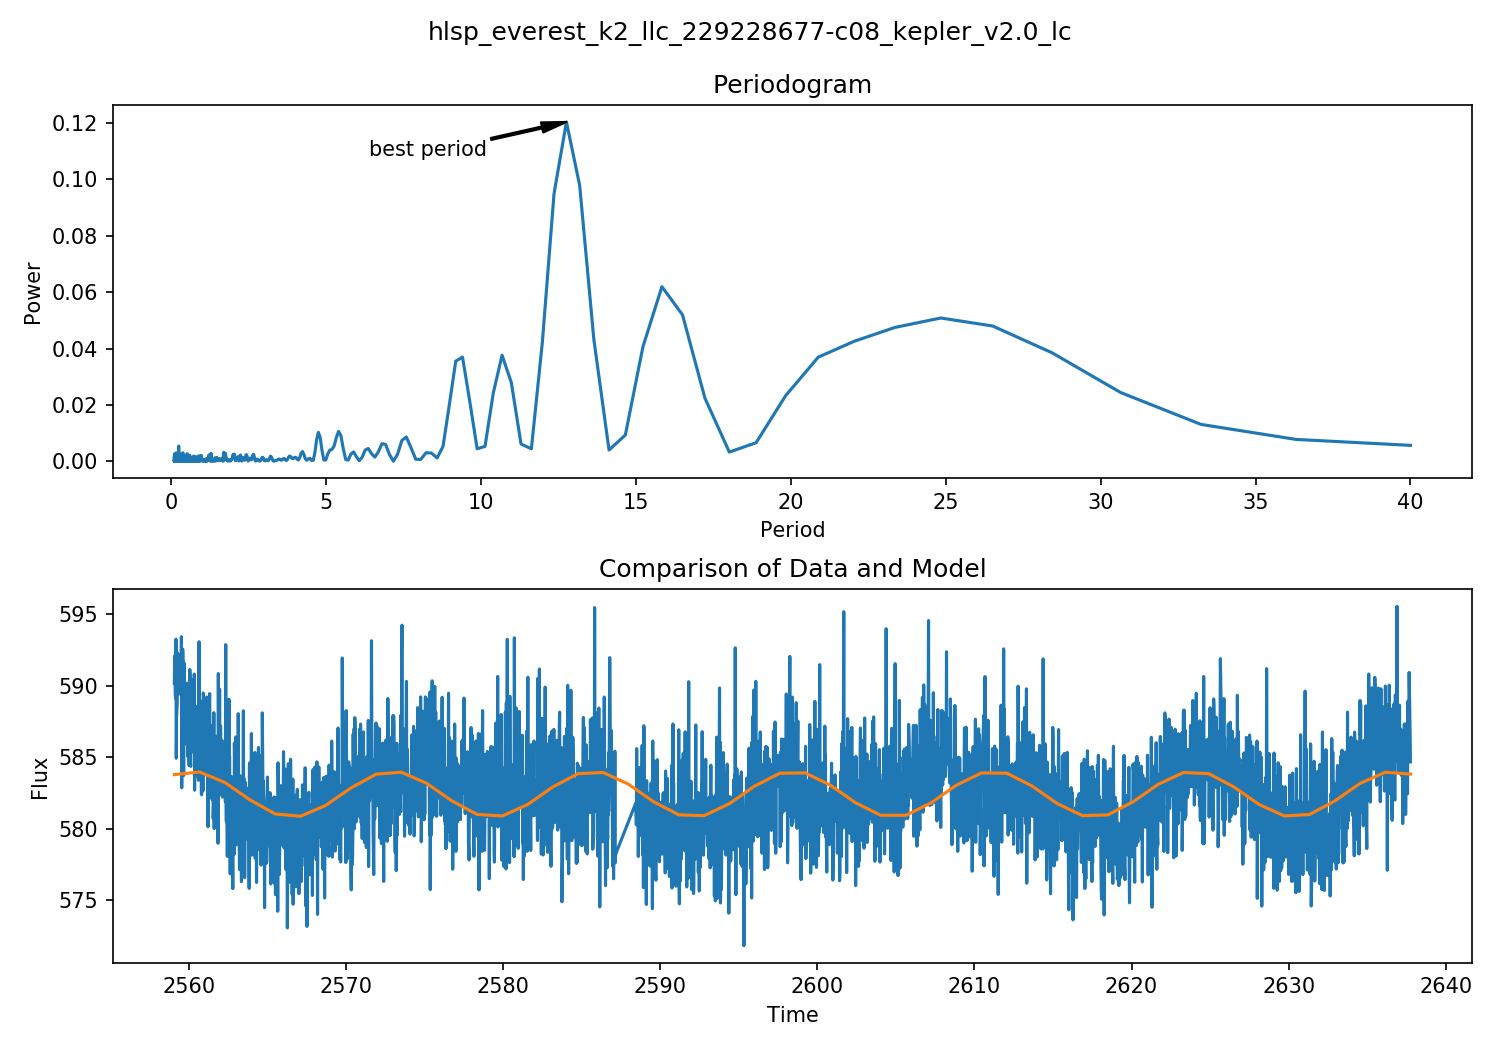 hlsp_everest_k2_llc_229228677-c08_kepler_v2.0_lc
Periodogram
0.12
0.10
0.08
0.06
0.04
0.02
0.00
Power
best period
0 5 10 15 20 25 30 35 40
Period
Comparison of Data and Model
595
590
585
580
575
Flux
2560 2570 2580 2590 2600 2610 2620 2630 2640
Time